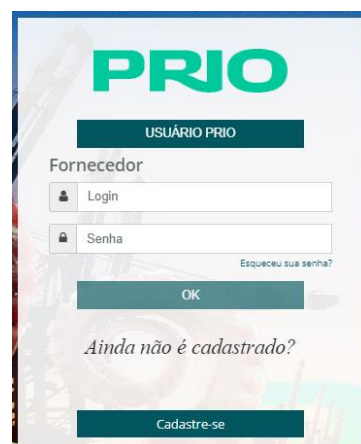 PRIO
USUÁRIO PRIO
Fornecedor
Login
Senha
Esqueceu sua senha?
OK
Ainda não é cadastrado?
Cadastre-se